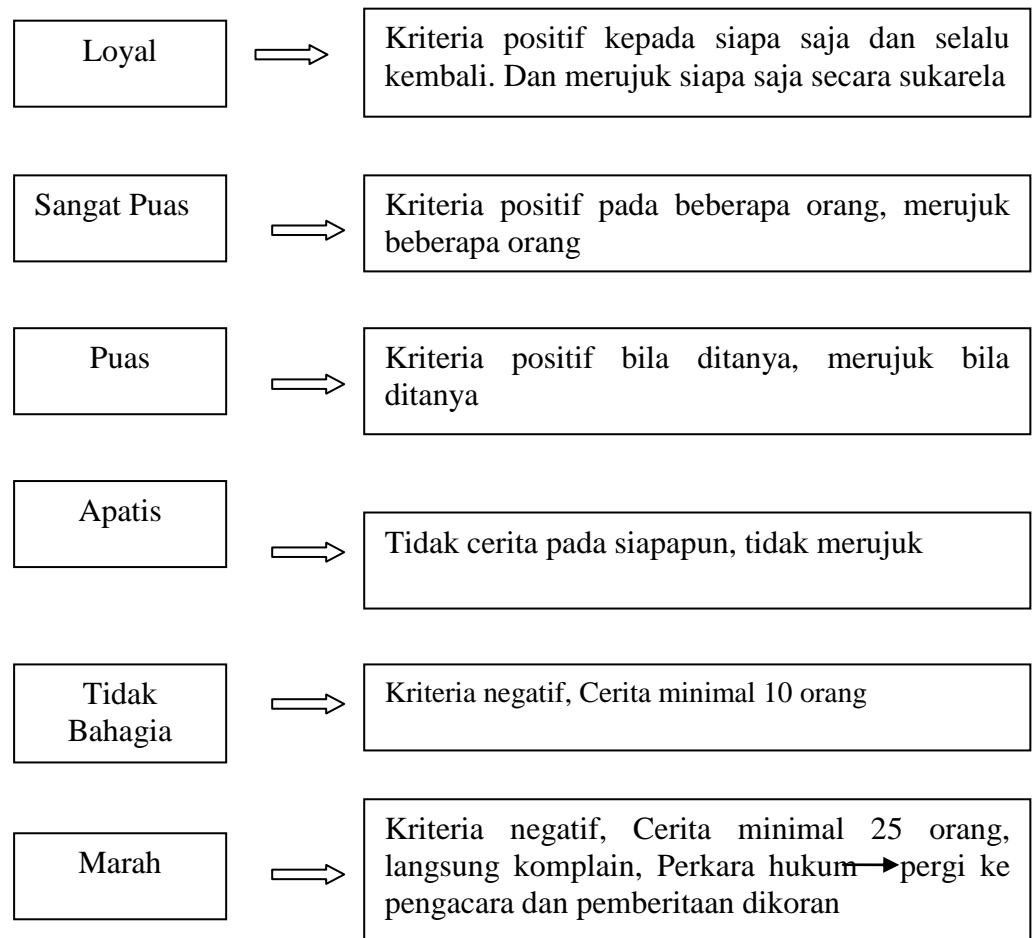 Loyal
Kriteria positif kepada siapa saja dan selalu
kembali. Dan merujuk siapa saja secara sukarela
Sangat Puas
Kriteria positif pada beberapa orang, merujuk
beberapa orang
Puas
Kriteria positif bila ditanya, merujuk bila
ditanya
Apatis
Tidak cerita pada siapapun, tidak merujuk
Tidak
Bahagia
Kriteria negatif, Cerita minimal 10 orang
Marah
Kriteria negatif, Cerita minimal 25 orang,
langsung komplain, Perkara hukum pergi ke
pengacara dan pemberitaan dikoran